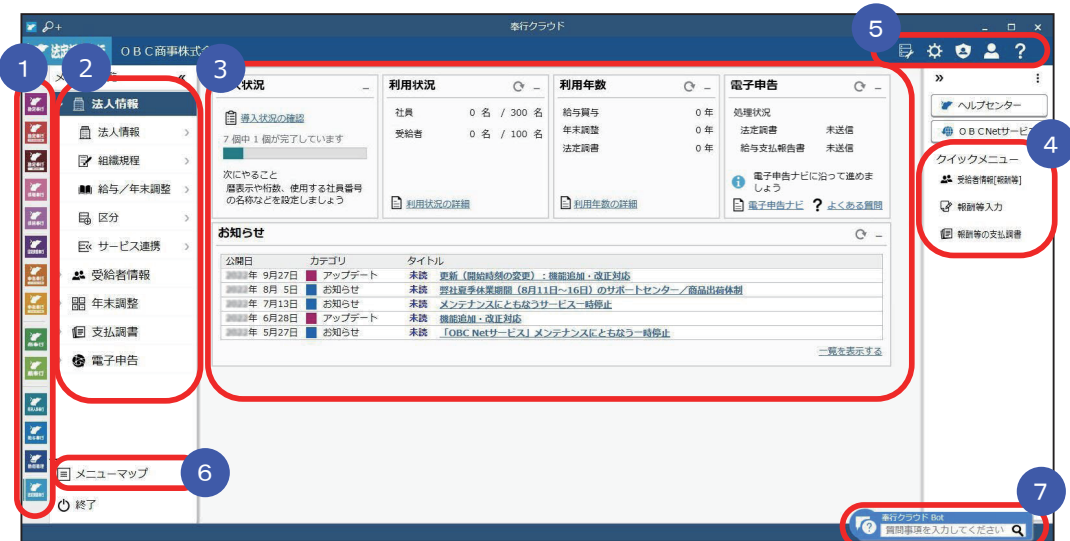 奉行クラウド
5
OBC商事株式
1
2
3
4
6
7
«
法人情報
法人情報
組織規程
給与／年末調整
区分
サービス連携
受給者情報
年末調整
支払調書
電子申告
メニューマップ
終了
状況
導入状況の確認
7 個中 1 個が完了しています
次にやること
暦表示や桁数、使用する社員番号
の名称などを設定しましょう
利用状況
社員 0 名 / 300 名
受給者 0 名 / 100 名
利用状況の詳細
利用年数
給与賞与 0 年
年末調整 0 年
法定調書 0 年
利用年数の詳細
電子申告
処理状況
法定調書 未送信
給与支払報告書 未送信
電子申告ナビに沿って進めま
しょう
電子申告ナビ ? よくある質問
お知らせ
公開日 カテゴリ タイトル
年 9月27日 アップデート 未読 更新（開始時刻の変更）：機能追加・改正対応
年 8月 5日 お知らせ 未読 弊社夏季休業期間（8月11日～16日）のサポートセンター／商品出荷体制
年 7月13日 お知らせ 未読 メンテナンスにともなうサービス一時停止
年 6月28日 アップデート 未読 機能追加・改正対応
年 5月27日 お知らせ 未読 「OBC Netサービス」メンテナンスにともなう一時停止
一覧を表示する
»
ヘルプセンター
OBCNetサービス
クイックメニュー
受給者情報[報酬等]
報酬等入力
報酬等の支払調書
奉行クラウド Bot
質問事項を入力してください